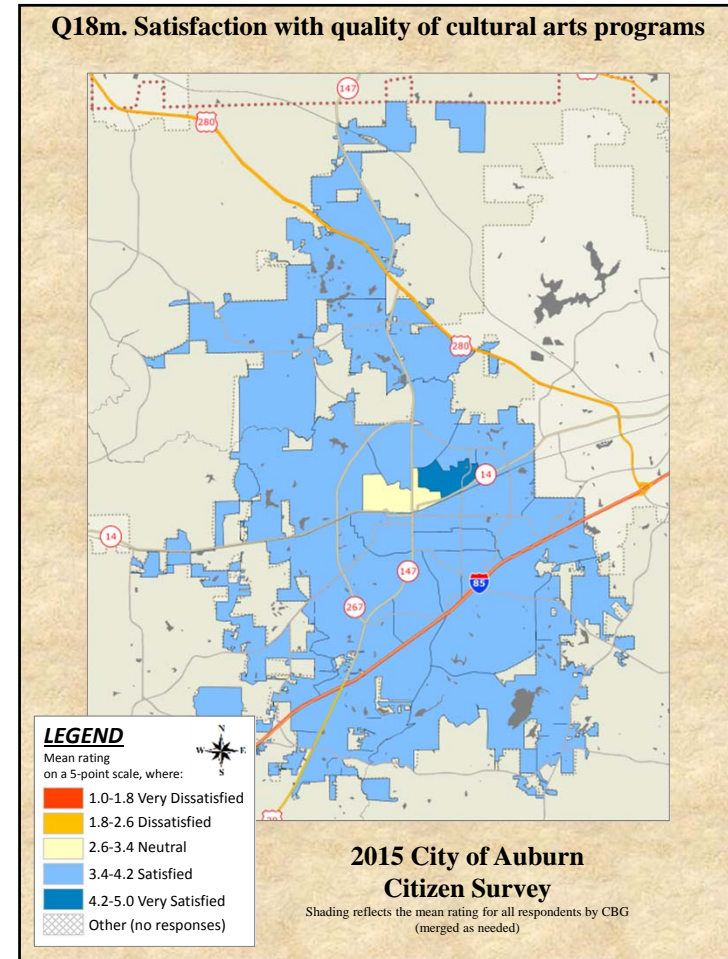 Q18m. Satisfaction with quality of cultural arts programs
147
280
280
14
14
147
85
267
LEGEND
Mean rating
on a 5-point scale, where:
N
W E
S
1.0-1.8 Very Dissatisfied
1.8-2.6 Dissatisfied
2.6-3.4 Neutral
3.4-4.2 Satisfied
4.2-5.0 Very Satisfied
Other (no responses)
2015 City of Auburn
Citizen Survey
Shading reflects the mean rating for all respondents by CBG
(merged as needed)